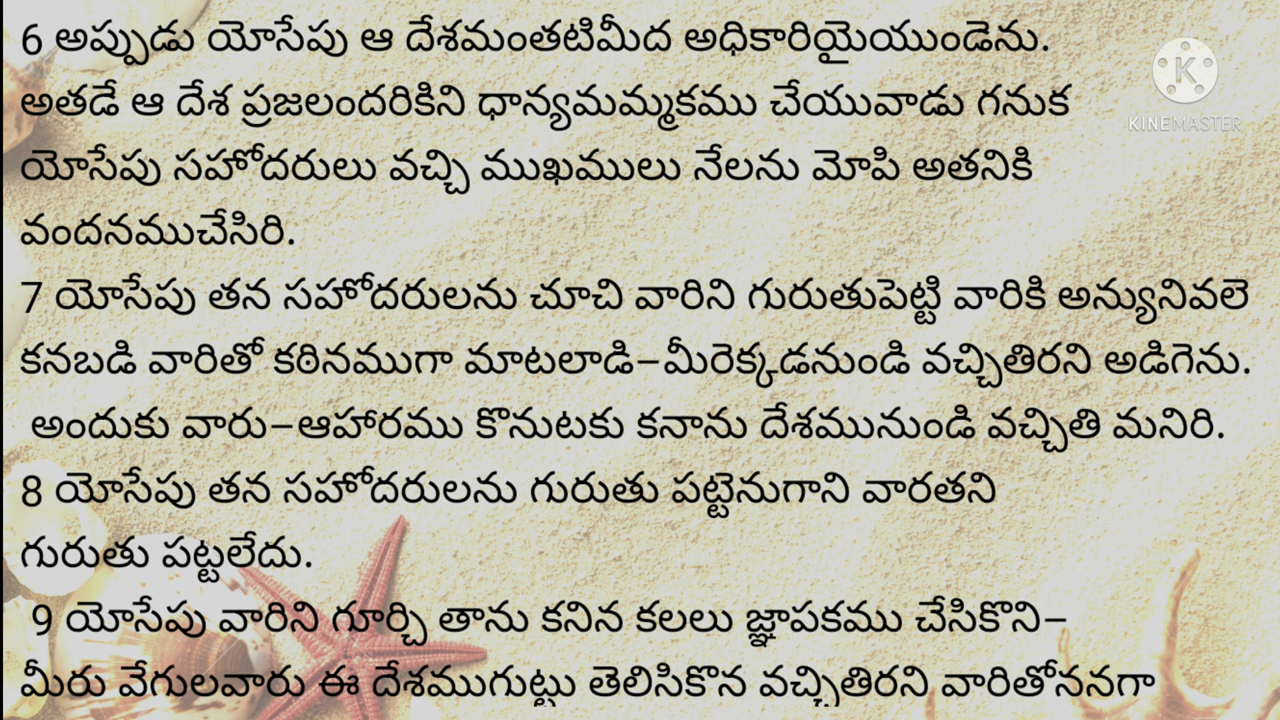 6 అప్పుడు యోసేపు ఆ దేశమంతటిమీద అధికారియైయుండెను.
అతడే ఆ దేశ ప్రజలందరికిని ధాన్యమమ్మకము చేయువాడు గనుక
యోసేపు సహోదరులు వచ్చి ముఖములు నేలను మోపి అతనికి
వందనముచేసిరి.
7 యోసేపు తన సహోదరులను చూచి వారిని గురుతుపెట్టి వారికి అన్యునివలె
కనబడి వారితో కఠినముగా మాటలాడి–మీరెక్కడనుండి వచ్చితిరని అడిగెను.
అందుకు వారు–ఆహారము కొనుటకు కనాను దేశమునుండి వచ్చితి మనిరి.
8 యోసేపు తన సహోదరులను గురుతు పట్టెనుగాని వారతని
గురుతు పట్టలేదు.
9 యోసేపు వారిని గూర్చి తాను కనిన కలలు జ్ఞాపకము చేసికొని–
మీరు వేగులవారు ఈ దేశముగుట్టు తెలిసికొన వచ్చితిరని వారితోననగా
K
KINEMASTER